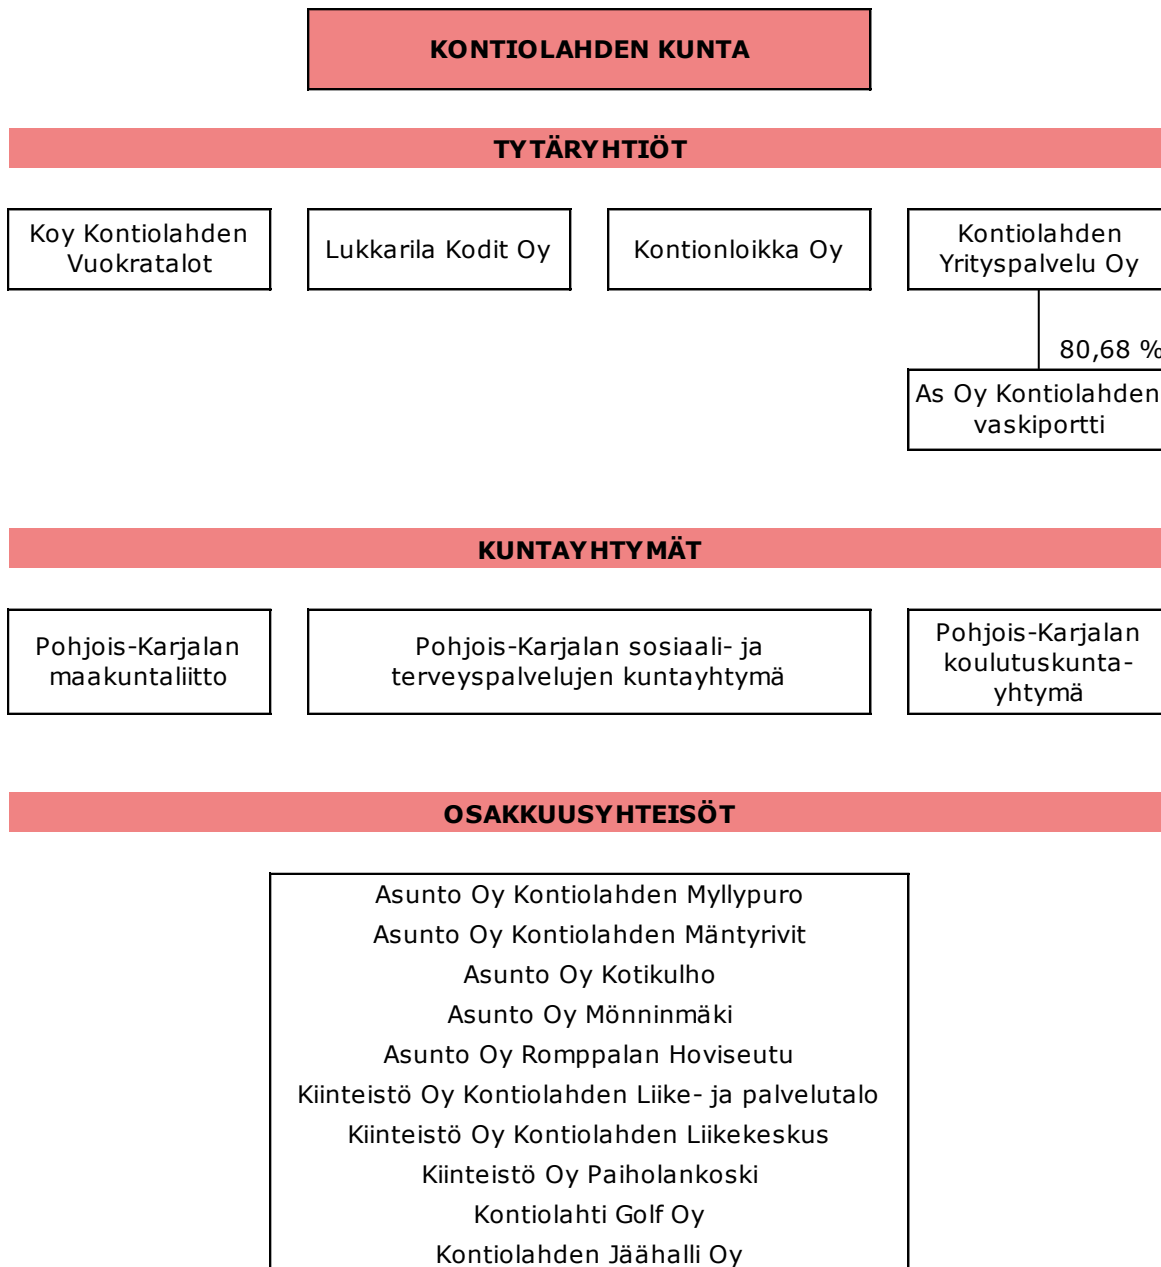 KONTIOLAHDEN KUNTA
TYTÄRYHTIÖT
Koy Kontiolahden
Vuokratalot
Lukkarila Kodit Oy
Kontionloikka Oy
Kontiolahden
Yrityspalvelu Oy
80,68 %
As Oy Kontiolahden
vaskiportti
KUNTAYHTYMÄT
Pohjois-Karjalan
maakuntaliitto
Pohjois-Karjalan sosiaali- ja
terveyspalvelujen kuntayhtymä
Pohjois-Karjalan
koulutuskunta-
yhtymä
OSAKKUUSYHTEISÖT
Asunto Oy Kontiolahden Myllypuro
Asunto Oy Kontiolahden Mäntyrivit
Asunto Oy Kotikulho
Asunto Oy Mönninmäki
Asunto Oy Romppalan Hoviseutu
Kiinteistö Oy Kontiolahden Liike- ja palvelutalo
Kiinteistö Oy Kontiolahden Liikekeskus
Kiinteistö Oy Paiholankoski
Kontiolahti Golf Oy
Kontiolahden Jäähalli Oy